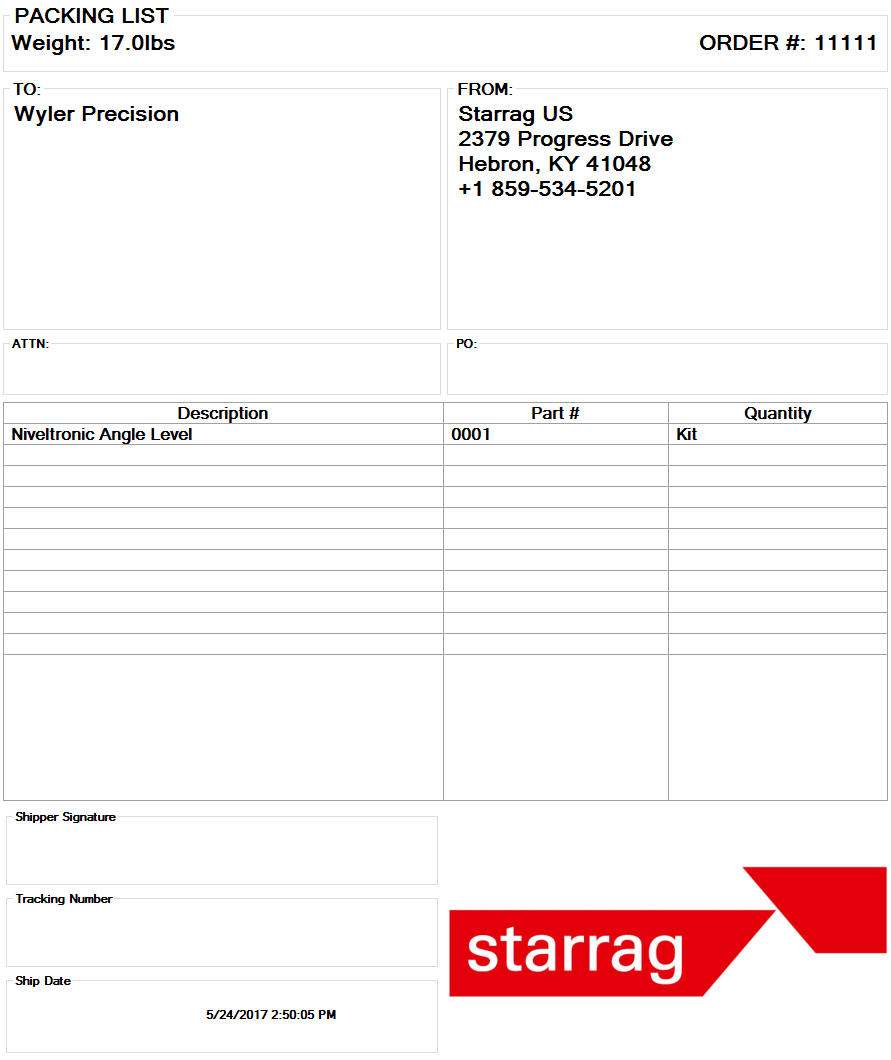 PACKING LIST
Weight: 17.0lbs
ORDER #: 11111
TO:
Wyler Precision
FROM:
Starrag US
2379 Progress Drive
Hebron, KY 41048
+1 859-534-5201
ATTN:
PO:
Description Part # Quantity
Niveltronic Angle Level 0001 Kit
Shipper Signature
Tracking Number
Ship Date
5/24/2017 2:50:05 PM
starrag